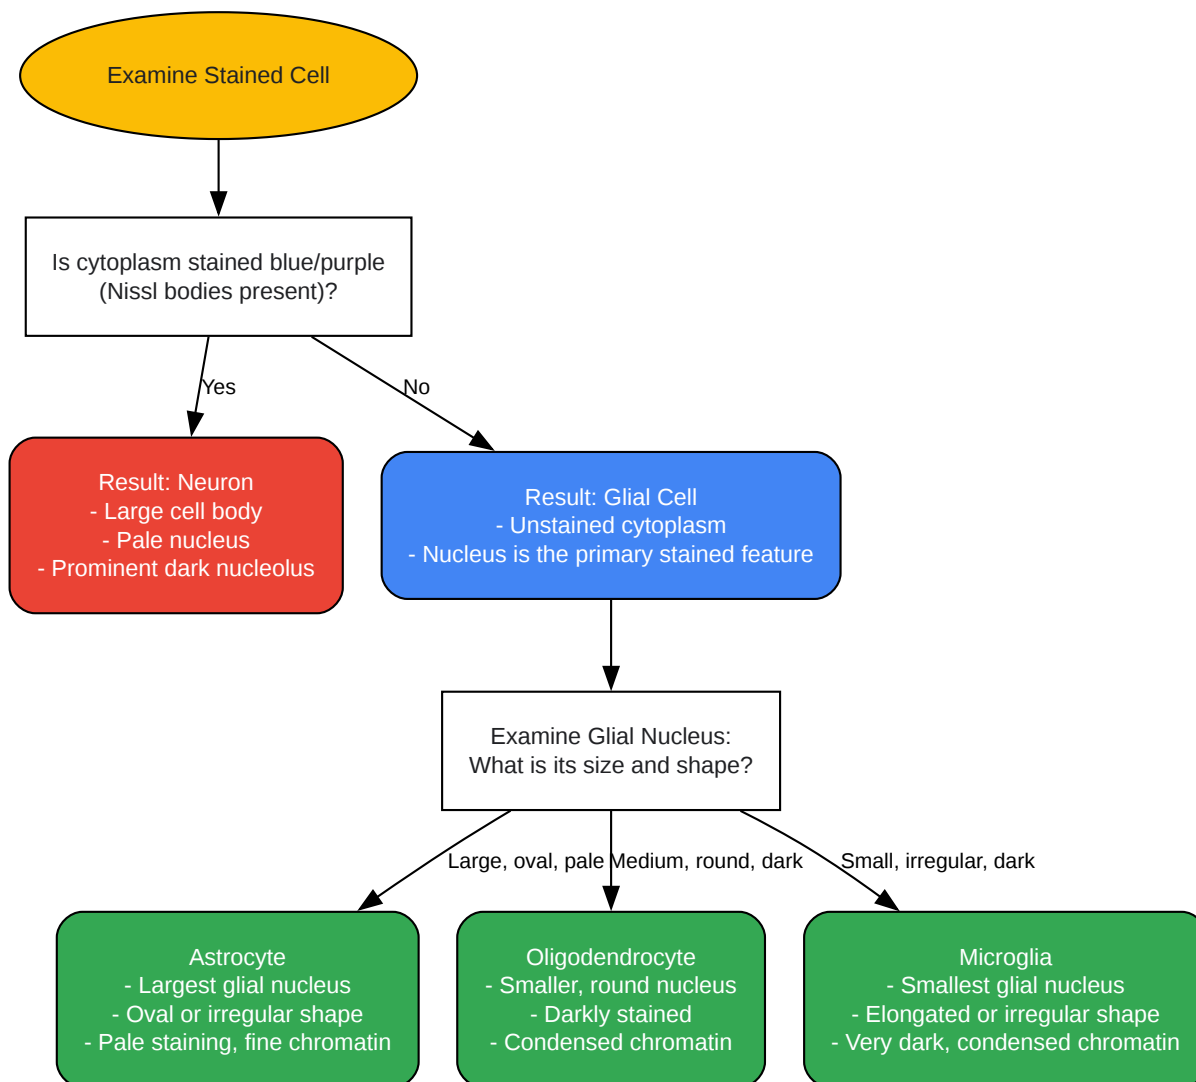 Examine Stained Cell
Is cytoplasm stained blue/purple
(Nissl bodies present)?
Yes
No
Result: Neuron
- Large cell body
- Pale nucleus
- Prominent dark nucleolus
Result: Glial Cell
- Unstained cytoplasm
- Nucleus is the primary stained feature
Examine Glial Nucleus:
What is its size and shape?
Large, oval, pale
Medium, round, dark
Small, irregular, dark
Astrocyte
- Largest glial nucleus
- Oval or irregular shape
- Pale staining, fine chromatin
Oligodendrocyte
- Smaller, round nucleus
- Darkly stained
- Condensed chromatin
Microglia
- Smallest glial nucleus
- Elongated or irregular shape
- Very dark, condensed chromatin